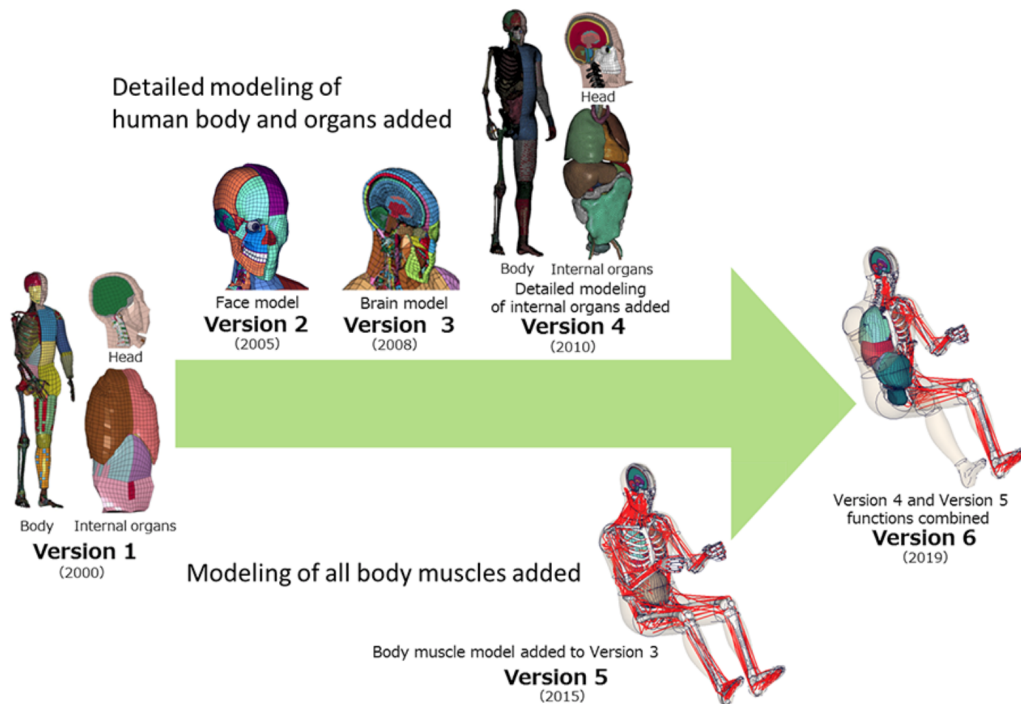 Detailed modeling of
human body and organs added
Head
Body
Internal organs
Detailed modeling
of internal organs added
Version 4
(2010)
Face model
Version 2
(2005)
Brain model
Version 3
(2008)
Head
Body
Internal organs
Version 1
(2000)
Modeling of all body muscles added
Body muscle model added to Version 3
Version 5
(2015)
Version 4 and Version 5
functions combined
Version 6
(2019)